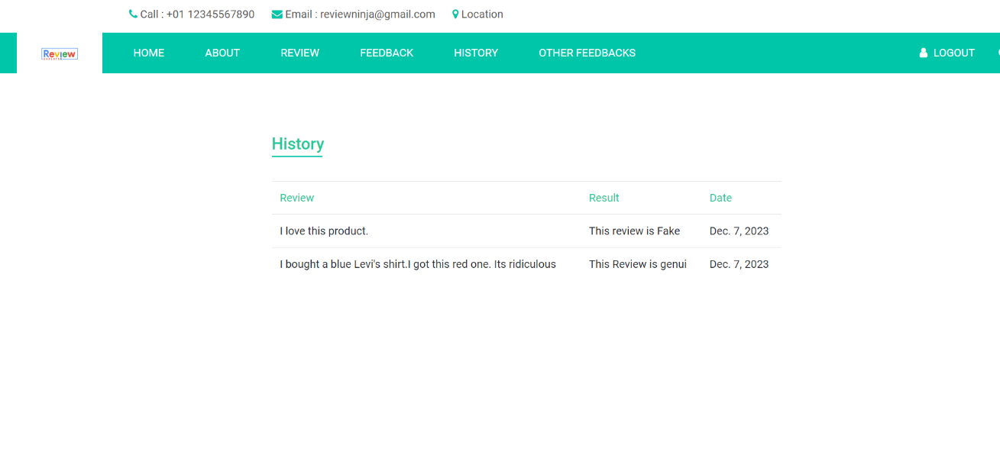 Call : +01 12345567890 Email : reviewninja@gmail.com Location
Review
HOME ABOUT REVIEW FEEDBACK HISTORY OTHER FEEDBACKS LOGOUT
History
Review Result Date
I love this product. This review is Fake Dec. 7, 2023
I bought a blue Levi's shirt.I got this red one. Its ridiculous This Review is genui Dec. 7, 2023